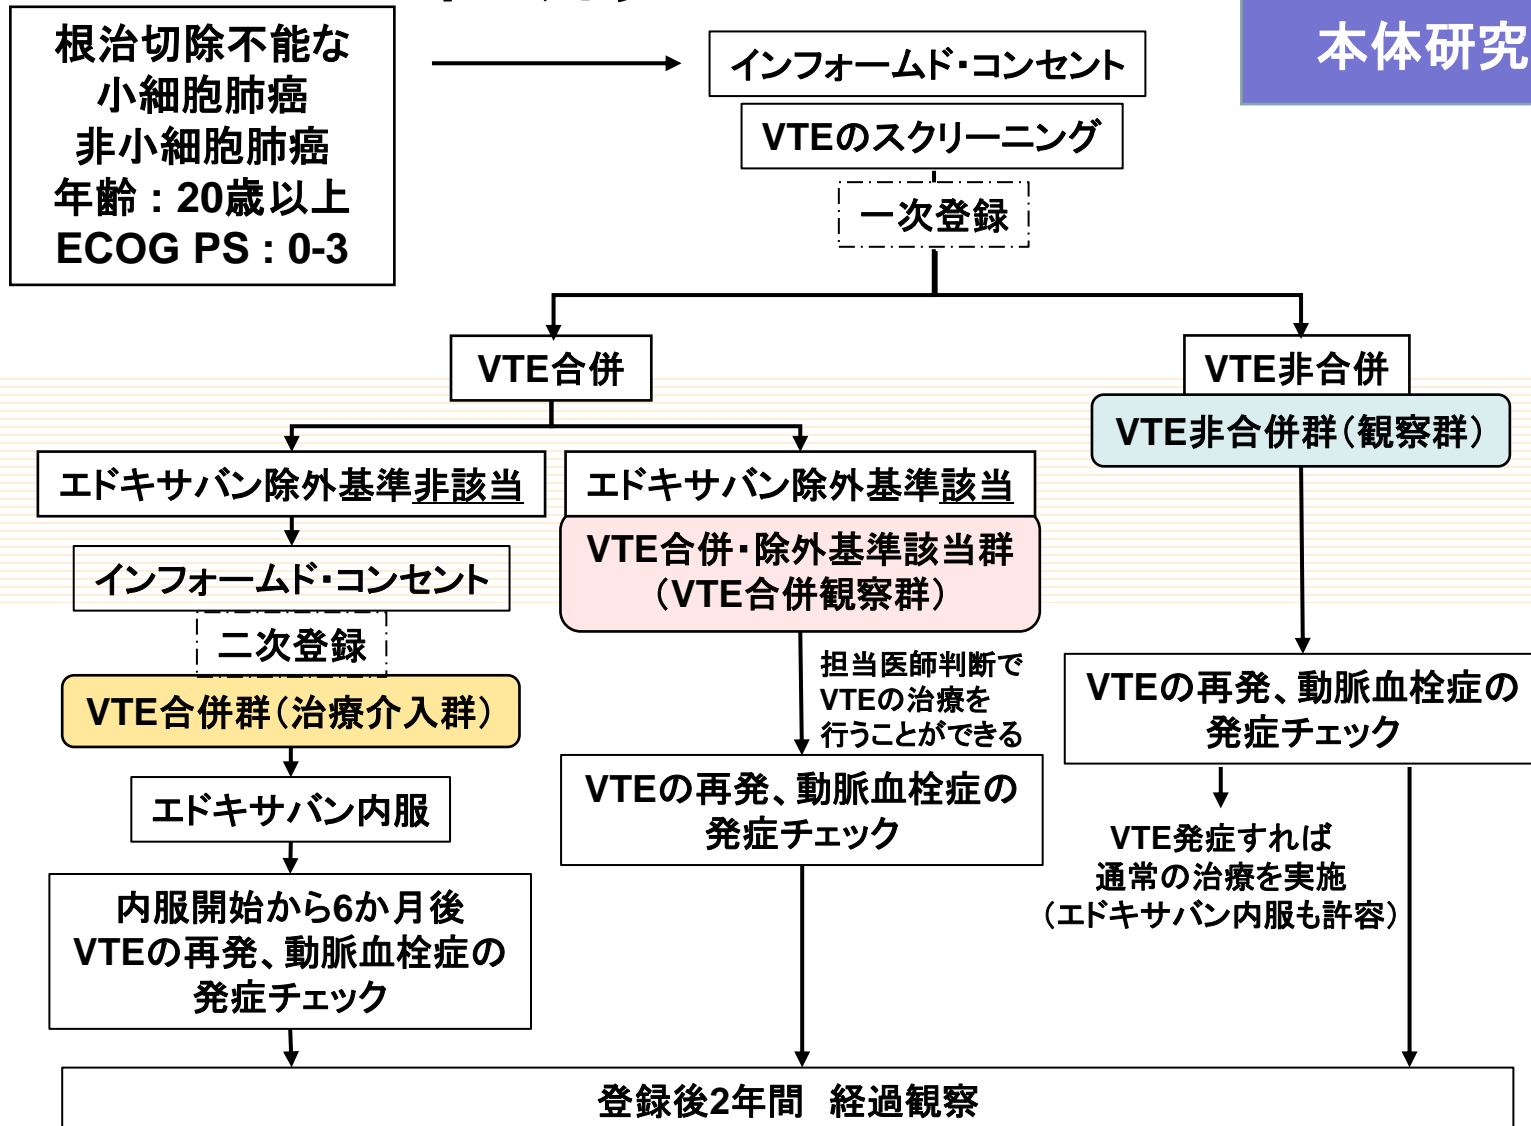 本体研究
根治切除不能な
小細胞肺癌
非小細胞肺癌
年齢：20歳以上
ECOG PS：0-3
インフォームド・コンセント
VTEのスクリーニング
一次登録
VTE合併
VTE非合併
VTE非合併群（観察群）
エドキサバン除外基準非該当
エドキサバン除外基準該当
VTE合併・除外基準該当群
（VTE合併観察群）
インフォームド・コンセント
二次登録
VTE合併群（治療介入群）
担当医師判断で
VTEの治療を
行うことができる
VTEの再発、動脈血栓症の
発症チェック
エドキサバン内服
VTEの再発、動脈血栓症の
発症チェック
VTE発症すれば
通常の治療を実施
（エドキサバン内服も許容）
内服開始から6か月後
VTEの再発、動脈血栓症の
発症チェック
登録後2年間　経過観察